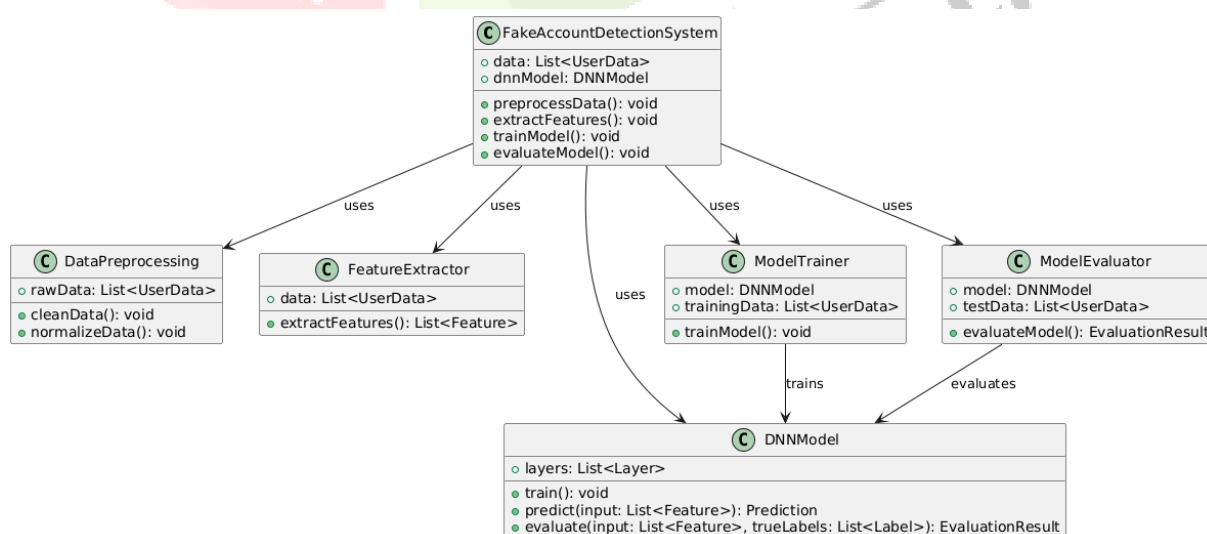 C FakeAccountDetectionSystem
data: List<UserData>
dnnModel: DNNModel
preprocessData(): void
extractFeatures(): void
trainModel(): void
evaluateModel(): void
uses
uses
uses
uses
uses
C DataPreprocessing
rawData: List<UserData>
cleanData(): void
normalizeData(): void
C FeatureExtractor
data: List<UserData>
extractFeatures(): List<Feature>
C ModelTrainer
model: DNNModel
trainingData: List<UserData>
trainModel(): void
C ModelEvaluator
model: DNNModel
testData: List<UserData>
evaluateModel(): EvaluationResult
trains
evaluates
C DNNModel
layers: List<Layer>
train(): void
predict(input: List<Feature>): Prediction
evaluate(input: List<Feature>, trueLabels: List<Label>): EvaluationResult